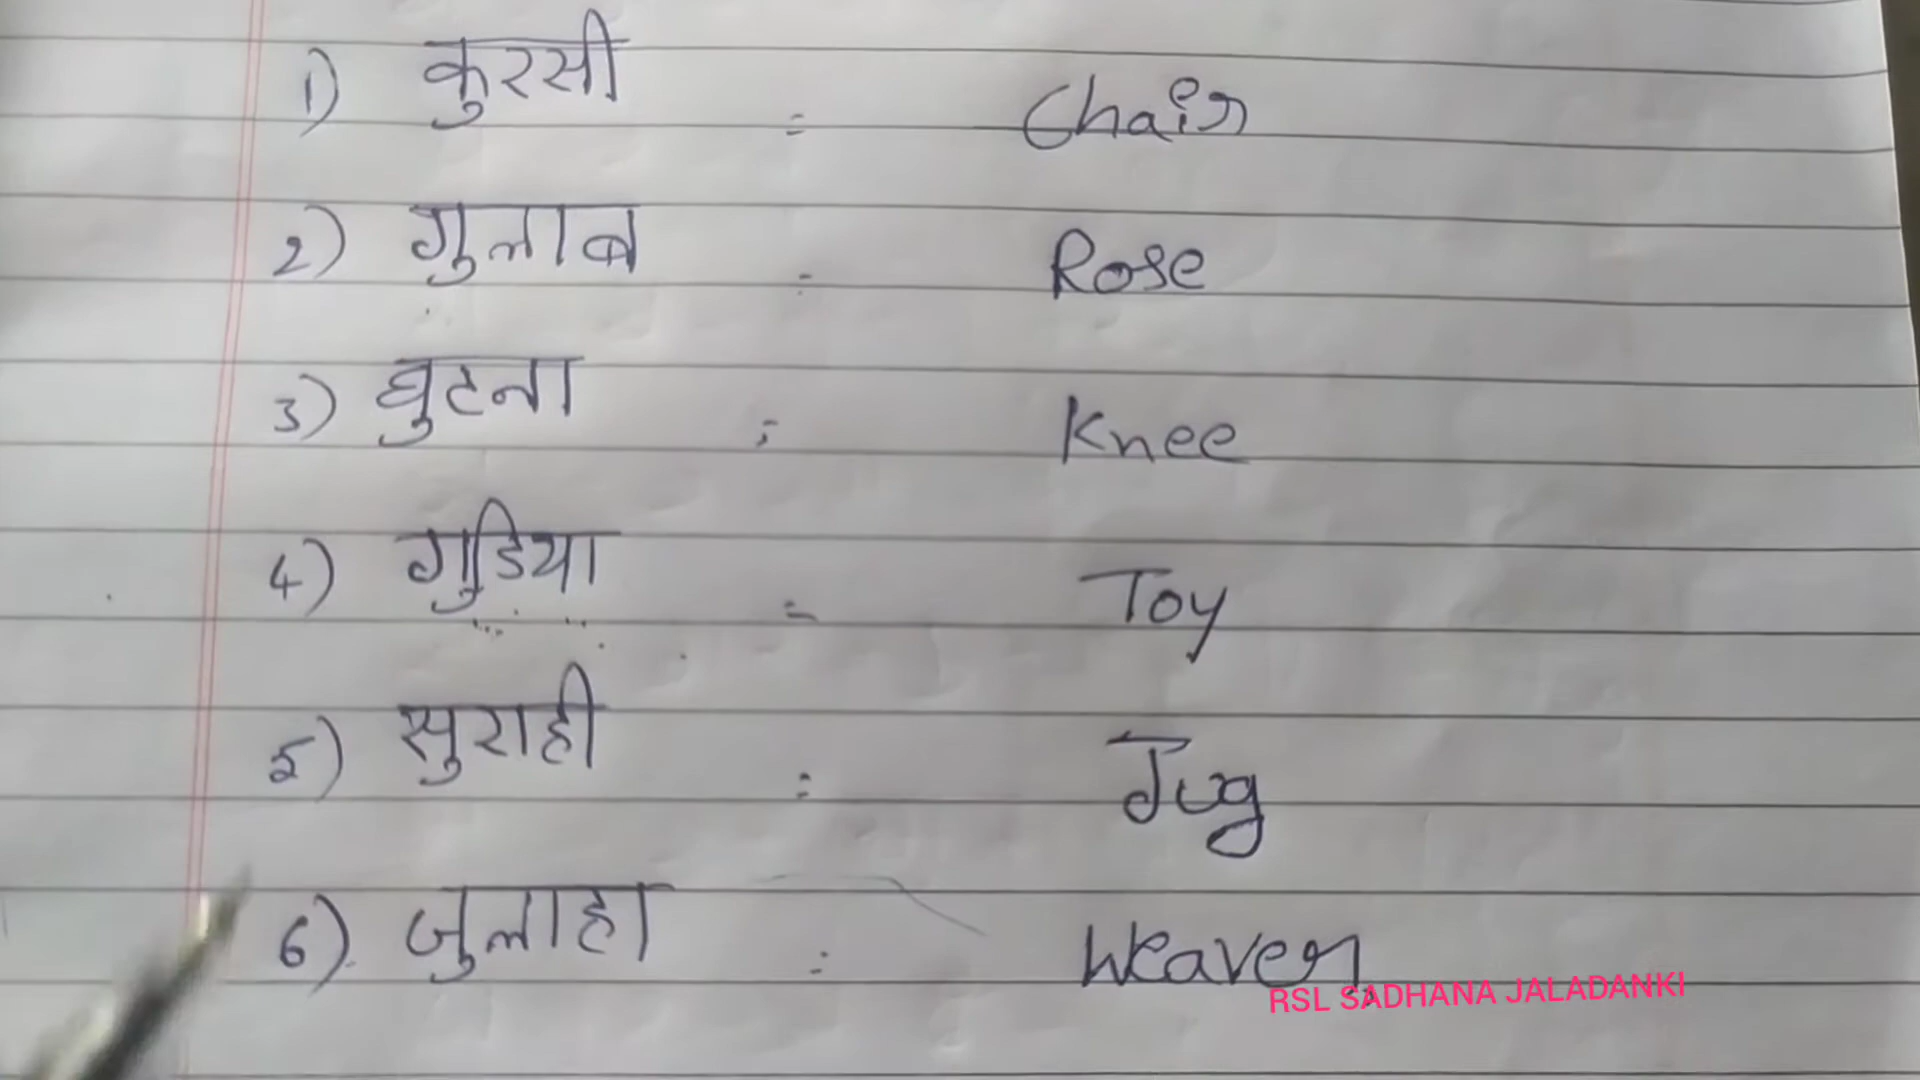 1) कुरसी = Chair
2) गुलाब = Rose
3) घुटना = Knee
4) गुडिया = Toy
5) सुराही = Jug
6) जुलाहा = Weaver
RSL SADHANA JALADANKI